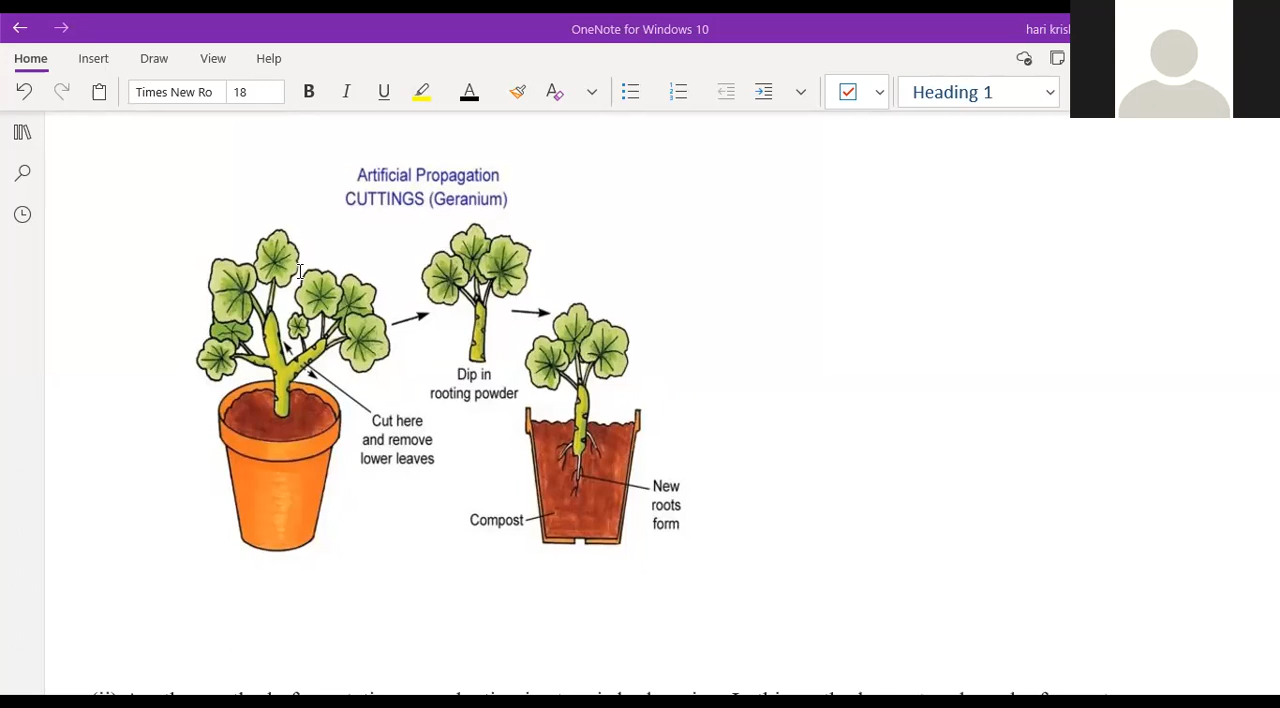 OneNote for Windows 10
hari kris
Home Insert Draw View Help
Times New Ro 18
B I U A A Heading 1
Artificial Propagation
CUTTINGS (Geranium)
Dip in
rooting powder
Cut here
and remove
lower leaves
New
roots
form
Compost